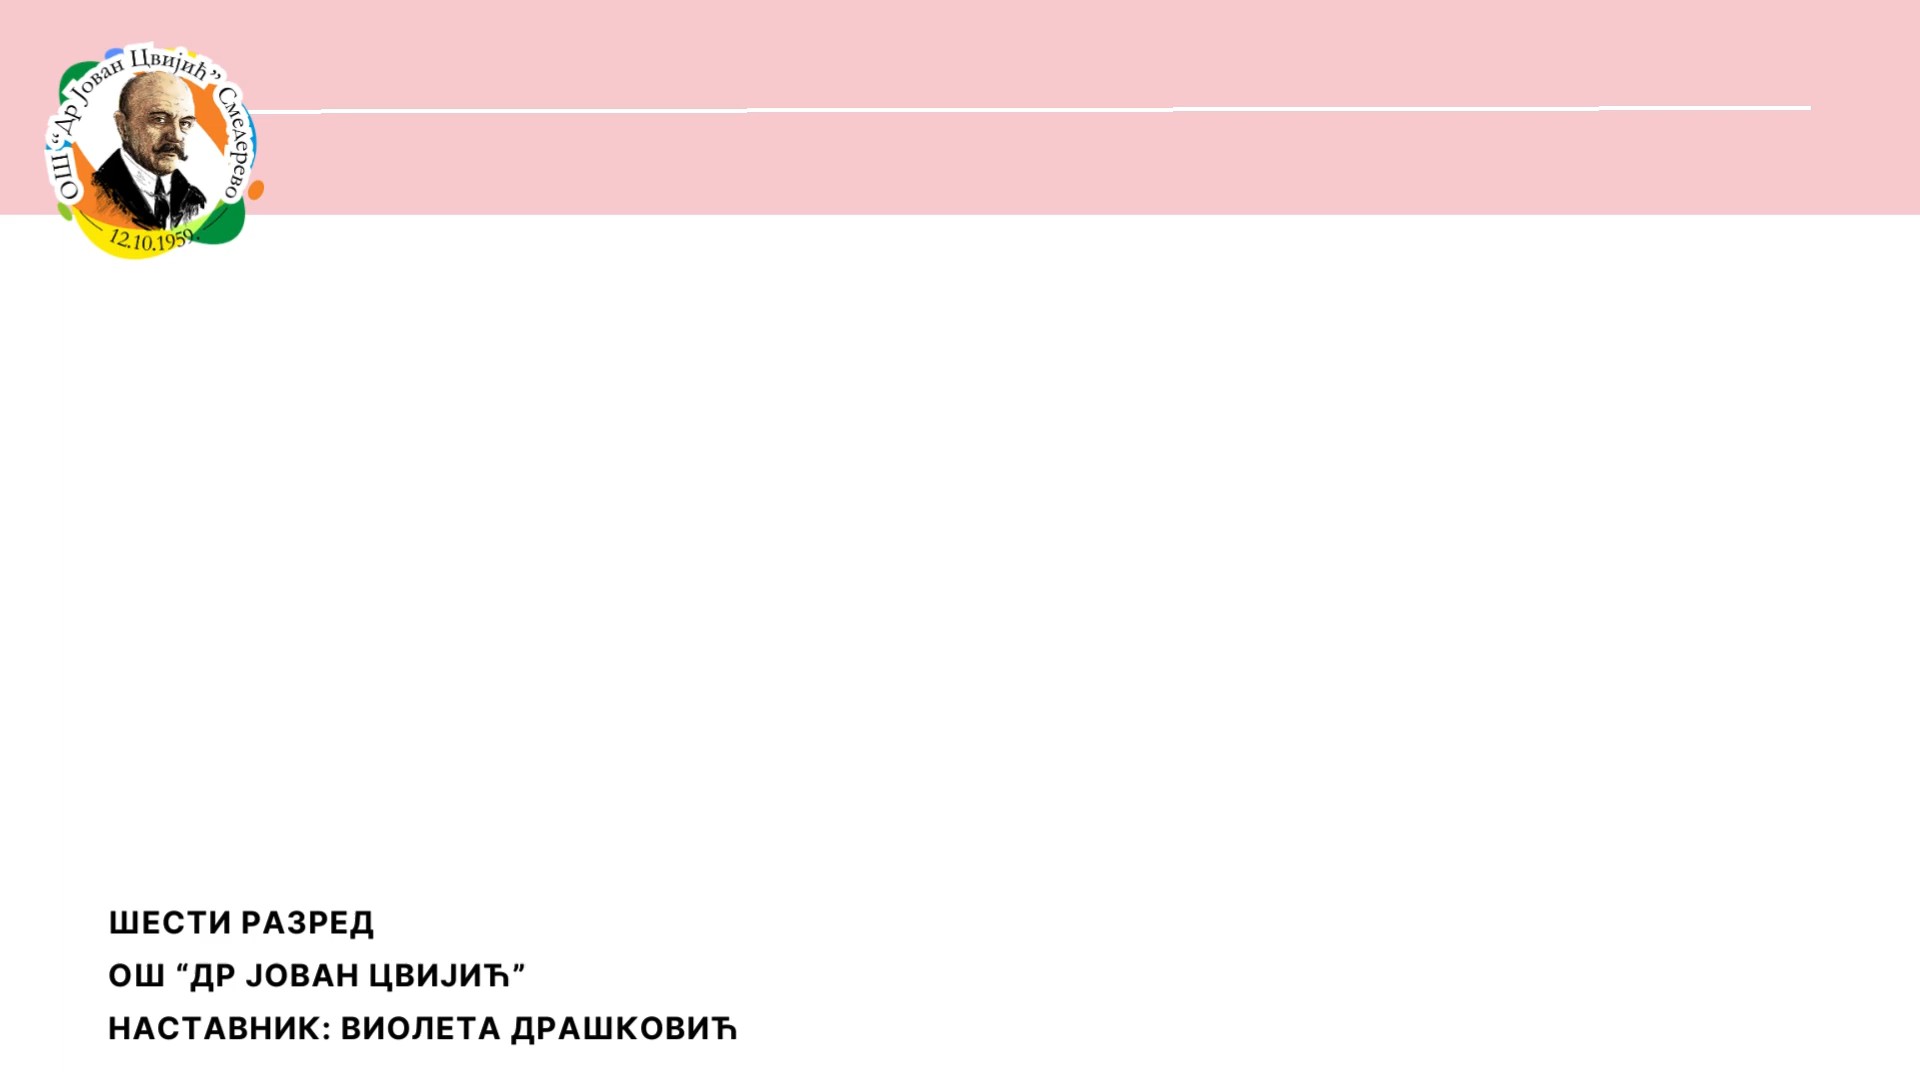 ОШ “Др Јован Цвијић” Смедерево
12.10.1959.
ШЕСТИ РАЗРЕД
ОШ “ДР ЈОВАН ЦВИЈИЋ”
НАСТАВНИК: ВИОЛЕТА ДРАШКОВИЋ